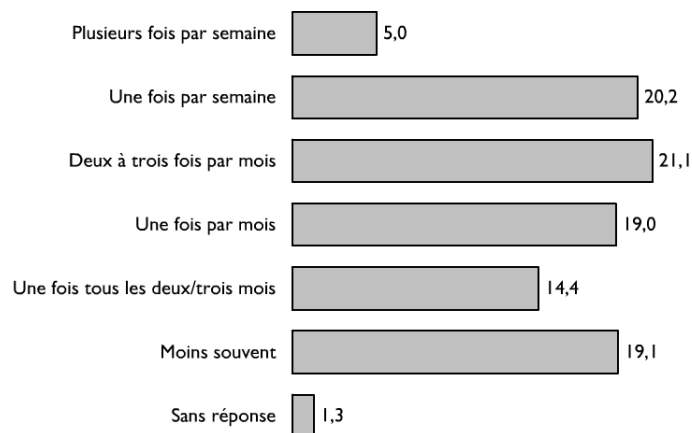 Plusieurs fois par semaine 5,0
Une fois par semaine 20,2
Deux à trois fois par mois 21,1
Une fois par mois 19,0
Une fois tous les deux/trois mois 14,4
Moins souvent 19,1
Sans réponse 1,3